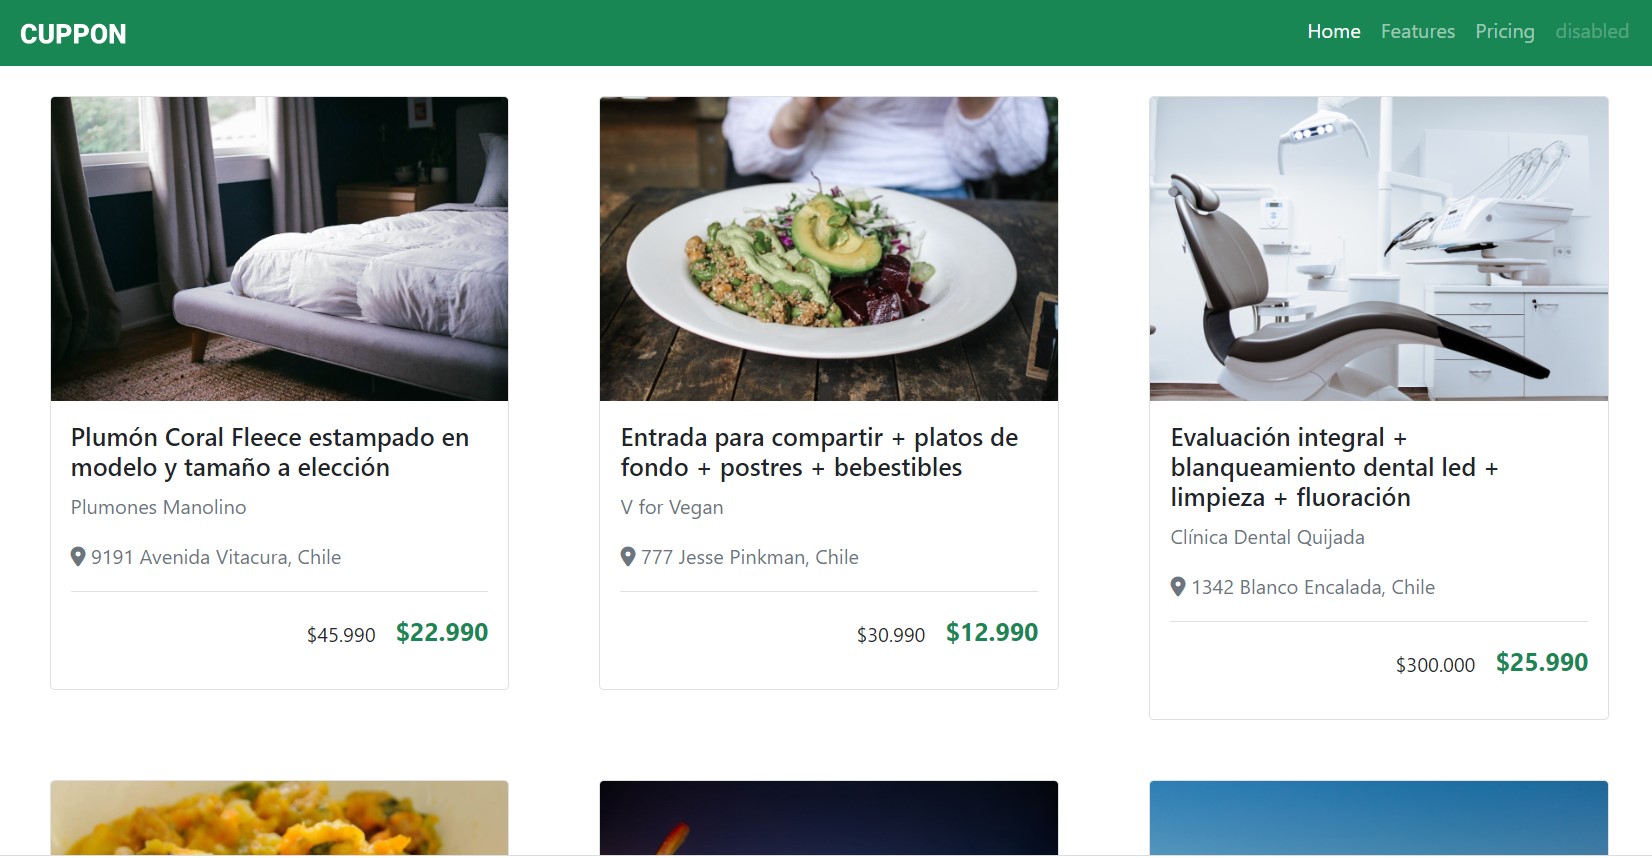 CUPPON
Home Features Pricing disabled
Plumón Coral Fleece estampado en
modelo y tamaño a elección
Plumones Manolino
9191 Avenida Vitacura, Chile
$45.990 $22.990
Entrada para compartir + platos de
fondo + postres + bebestibles
V for Vegan
777 Jesse Pinkman, Chile
$30.990 $12.990
Evaluación integral +
blanqueamiento dental led +
limpieza + fluoración
Clínica Dental Quijada
1342 Blanco Encalada, Chile
$300.000 $25.990